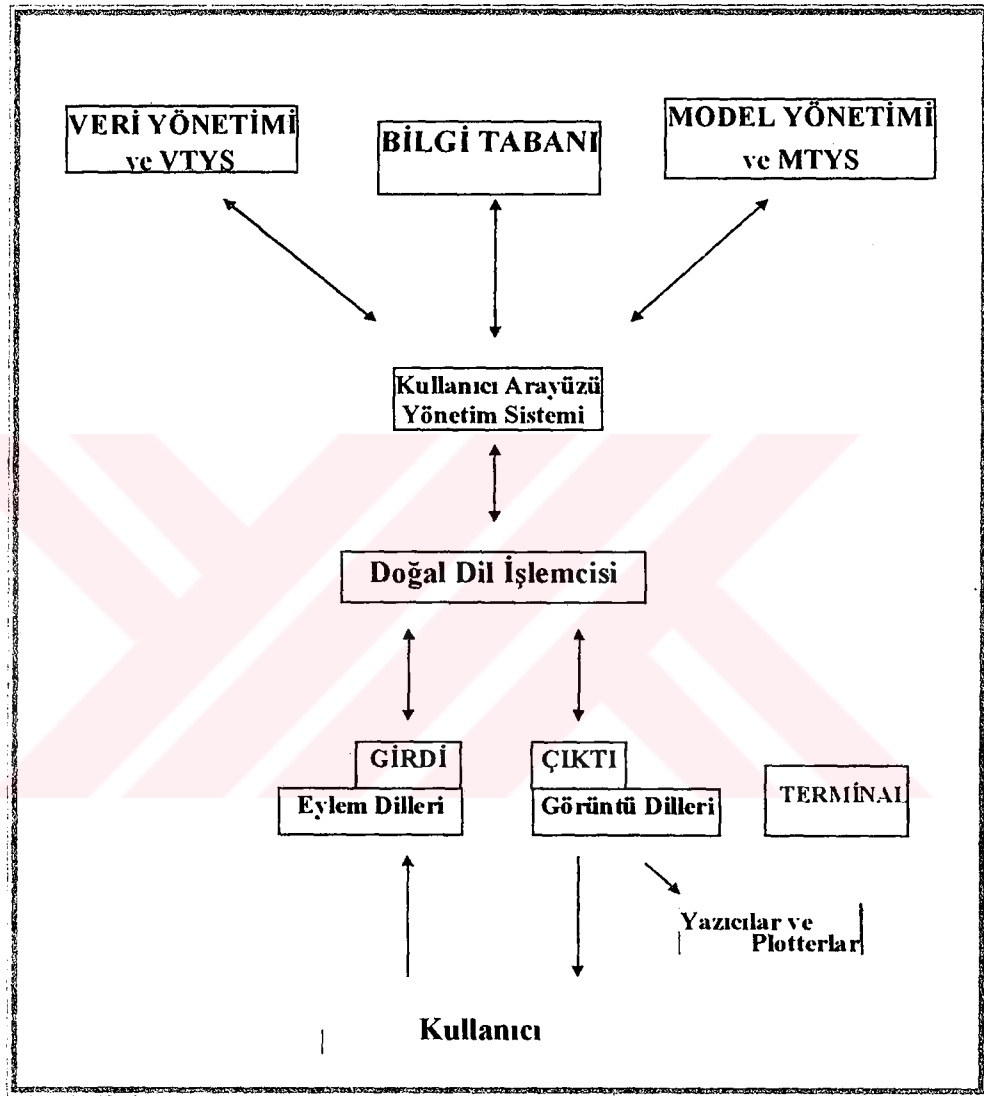 VERİ YÖNETİMİ
ve VTYS
BİLGİ TABANI
MODEL YÖNETİMİ
ve MTYS
Kullanıcı Arayüzü
Yönetim Sistemi
Doğal Dil İşlemcisi
GİRDİ
Eylem Dilleri
ÇIKTI
Görüntü Dilleri
TERMİNAL
Yazıcılar ve
Plotterlar
Kullanıcı